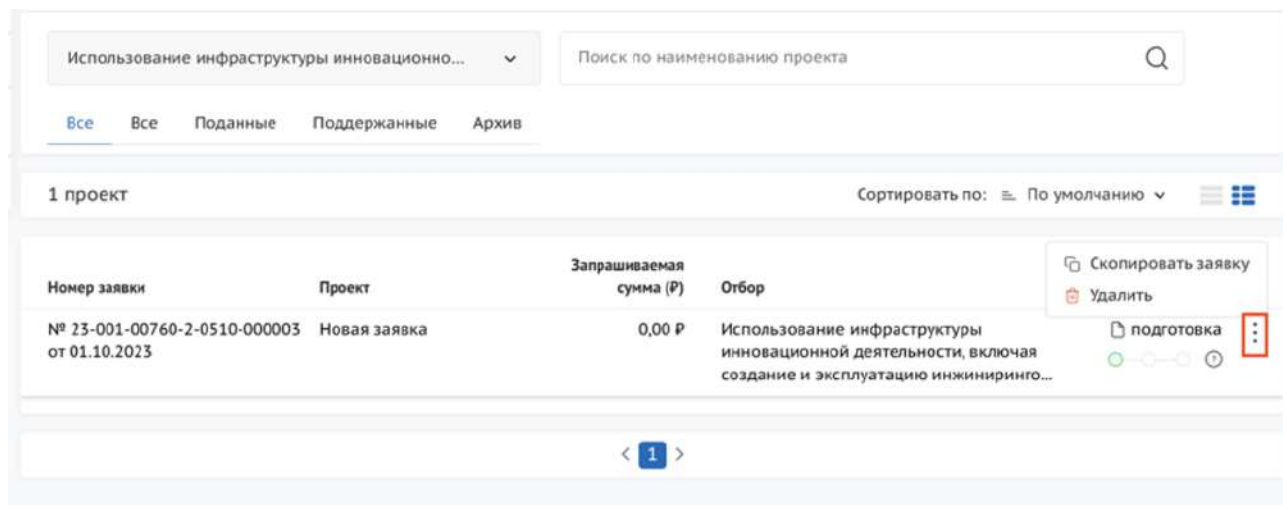 Использование инфраструктуры инновационно...
Поиск по наименованию проекта
Все Все Поданные Поддержанные Архив
1 проект
Сортировать по: По умолчанию
Скопировать заявку
Удалить
Номер заявки
Проект
Запрашиваемая
сумма (₽)
Отбор
№ 23-001-00760-2-0510-000003
от 01.10.2023
Новая заявка
0,00 ₽
Использование инфраструктуры
инновационной деятельности, включая
создание и эксплуатацию инжиниринго...
подготовка
?
1